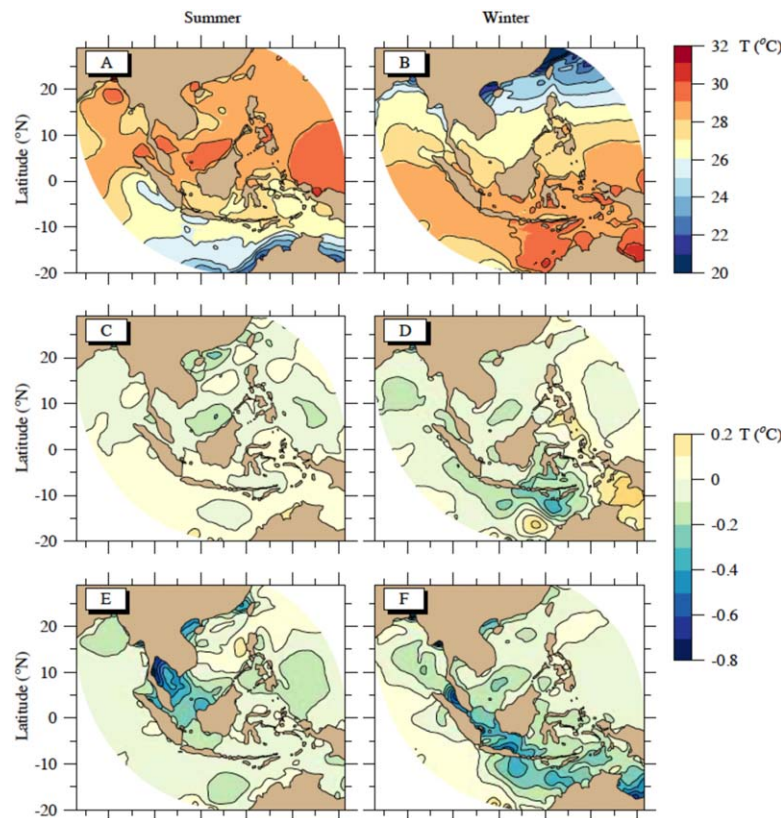 Summer Winter
A B 32 T (°C)
20 30
Latitude (°N) 10 28
0 26
-10 24
-20 22
20
C D
20 0.2 T (°C)
Latitude (°N) 10 0
0 -0.2
-10 -0.4
-20 -0.6
-0.8
E F
20
Latitude (°N) 10
0
-10
-20